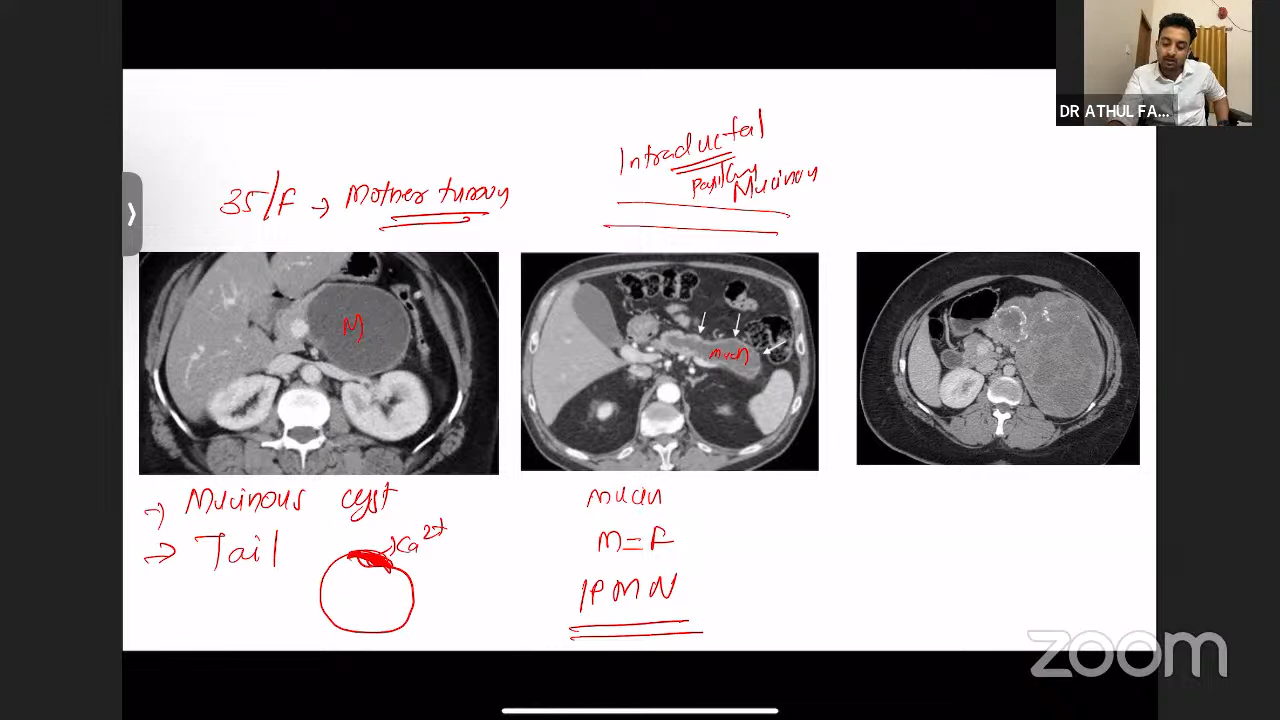 DR ATHUL FA...
Intraductal
Papillary
Mucinous
35/F → Mother tumour
M
mucin
→ Mucinous cyst
→ Tail
Ca2+
mucin
M=F
IPMN
zoom